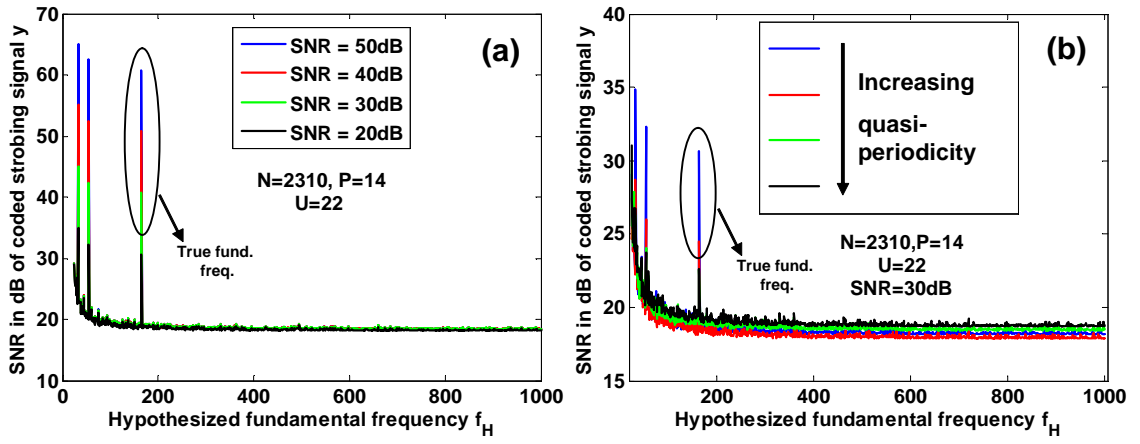 (a)
SNR in dB of coded strobing signal y
70
60
50
40
30
20
10
SNR = 50dB
SNR = 40dB
SNR = 30dB
SNR = 20dB
N=2310, P=14
U=22
True fund.
freq.
0
200
400
600
800
1000
Hypothesized fundamental frequency f_H
(b)
SNR in dB of coded strobing signal y
40
35
30
25
20
15
Increasing
quasi-
periodicity
N=2310,P=14
U=22
SNR=30dB
True fund.
freq.
200
400
600
800
1000
Hypothesized fundamental frequency f_H